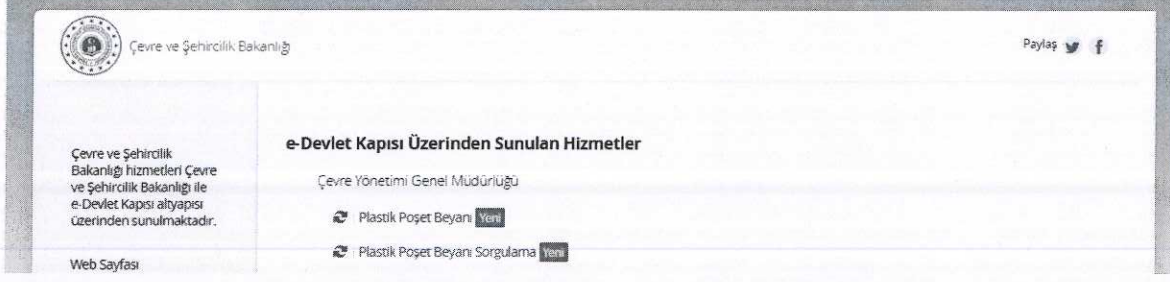 Çevre ve Şehircilik Bakanlığı
Paylaş
Çevre ve Şehircilik
Bakanlığı hizmetleri Çevre
ve Şehircilik Bakanlığı ile
e-Devlet Kapısı altyapısı
üzerinden sunulmaktadır.
Web Sayfası
e-Devlet Kapısı Üzerinden Sunulan Hizmetler
Çevre Yönetimi Genel Müdürlüğü
Plastik Poşet Beyanı Yeni
Plastik Poşet Beyanı Sorgulama Yeni